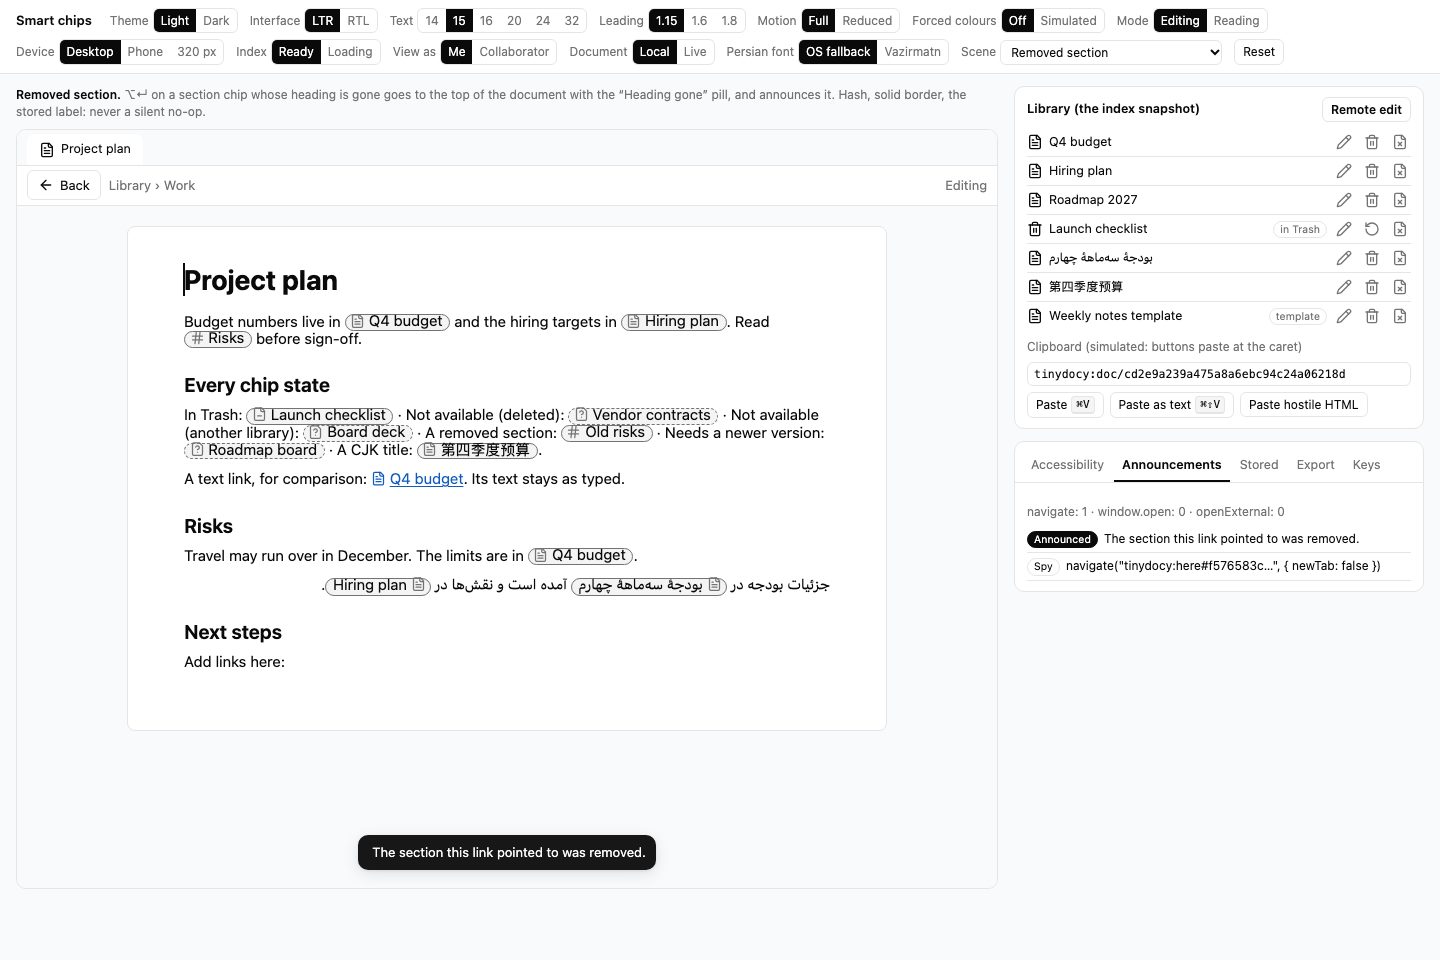 Smart chips Theme Light Dark Interface LTR RTL Text 14 15 16 20 24 32 Leading 1.15 1.6 1.8 Motion Full Reduced Forced colours Off Simulated Mode Editing Reading
Device Desktop Phone 320 px Index Ready Loading View as Me Collaborator Document Local Live Persian font OS fallback Vazirmatn Scene Removed section Reset
Removed section. ⌥↵ on a section chip whose heading is gone goes to the top of the document with the “Heading gone” pill, and announces it. Hash, solid border, the
stored label: never a silent no-op.
Project plan
Back Library › Work Editing
Project plan
Budget numbers live in Q4 budget and the hiring targets in Hiring plan. Read
# Risks before sign-off.
Every chip state
In Trash: Launch checklist · Not available (deleted): Vendor contracts · Not available
(another library): Board deck · A removed section: # Old risks · Needs a newer version:
Roadmap board · A CJK title: 第四季度预算.
A text link, for comparison: Q4 budget. Its text stays as typed.
Risks
Travel may run over in December. The limits are in Q4 budget.
جزئیات بودجه در بودجهٔ سه‌ماههٔ چهارم آمده است و نقش‌ها در Hiring plan.
Next steps
Add links here:
The section this link pointed to was removed.
Library (the index snapshot) Remote edit
Q4 budget
Hiring plan
Roadmap 2027
Launch checklist in Trash
بودجهٔ سه‌ماههٔ چهارم
第四季度预算
Weekly notes template template
Clipboard (simulated: buttons paste at the caret)
tinydocy:doc/cd2e9a239a475a8a6ebc94c24a06218d
Paste ⌘V Paste as text ⌘⇧V Paste hostile HTML
Accessibility Announcements Stored Export Keys
navigate: 1 · window.open: 0 · openExternal: 0
Announced The section this link pointed to was removed.
Spy navigate("tinydocy:here#f576583c…", { newTab: false })